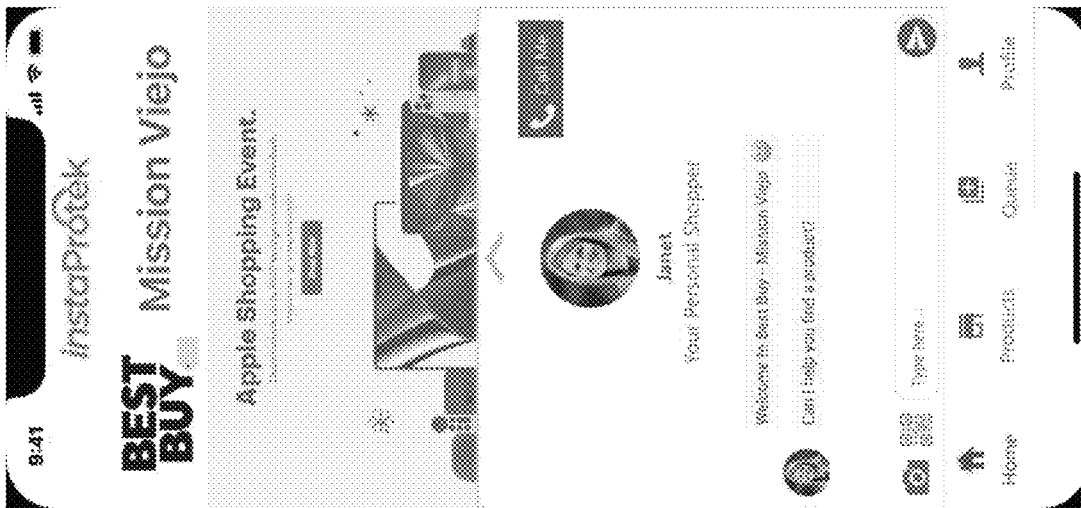 9:41
InstaProtek
BEST
BUY
Mission Viejo
Apple Shopping Event.
Janet
Your Personal Shopper
Welcome to Best Buy - Mission Viejo
Can I help you find a product?
Type here...
Home
Products
Queue
Profile